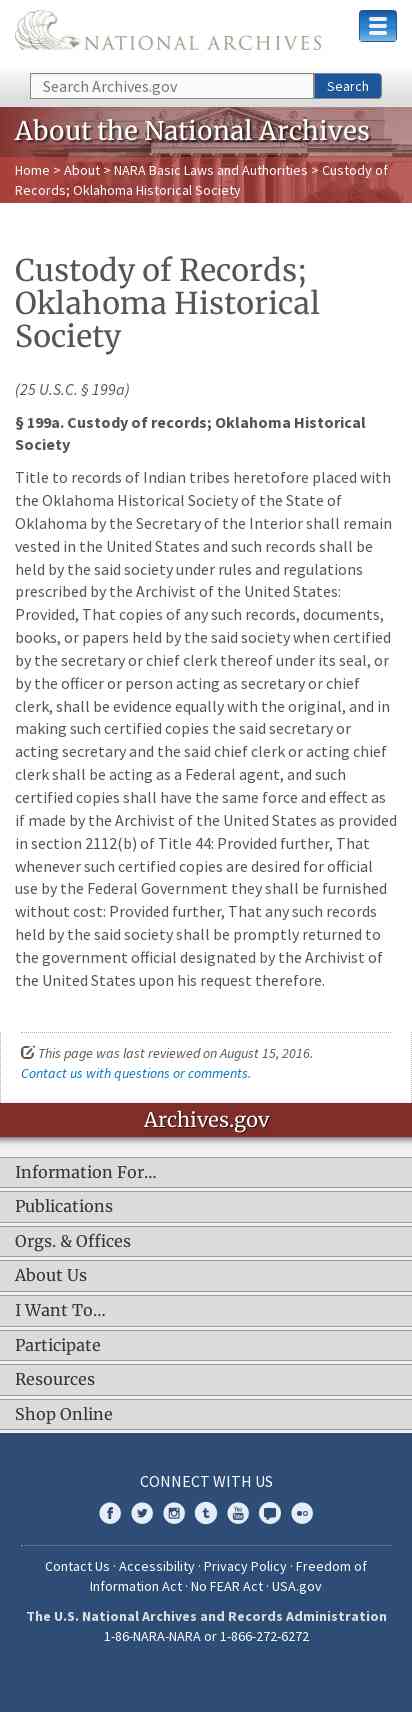 NATIONAL ARCHIVES
Search Archives.gov
Search
About the National Archives
Home > About > NARA Basic Laws and Authorities > Custody of
Records; Oklahoma Historical Society
Custody of Records;
Oklahoma Historical
Society
(25 U.S.C. § 199a)
§ 199a. Custody of records; Oklahoma Historical
Society
Title to records of Indian tribes heretofore placed with
the Oklahoma Historical Society of the State of
Oklahoma by the Secretary of the Interior shall remain
vested in the United States and such records shall be
held by the said society under rules and regulations
prescribed by the Archivist of the United States:
Provided, That copies of any such records, documents,
books, or papers held by the said society when certified
by the secretary or chief clerk thereof under its seal, or
by the officer or person acting as secretary or chief
clerk, shall be evidence equally with the original, and in
making such certified copies the said secretary or
acting secretary and the said chief clerk or acting chief
clerk shall be acting as a Federal agent, and such
certified copies shall have the same force and effect as
if made by the Archivist of the United States as provided
in section 2112(b) of Title 44: Provided further, That
whenever such certified copies are desired for official
use by the Federal Government they shall be furnished
without cost: Provided further, That any such records
held by the said society shall be promptly returned to
the government official designated by the Archivist of
the United States upon his request therefore.
This page was last reviewed on August 15, 2016.
Contact us with questions or comments.
Archives.gov
Information For…
Publications
Orgs. & Offices
About Us
I Want To…
Participate
Resources
Shop Online
CONNECT WITH US
Contact Us · Accessibility · Privacy Policy · Freedom of
Information Act · No FEAR Act · USA.gov
The U.S. National Archives and Records Administration
1-86-NARA-NARA or 1-866-272-6272